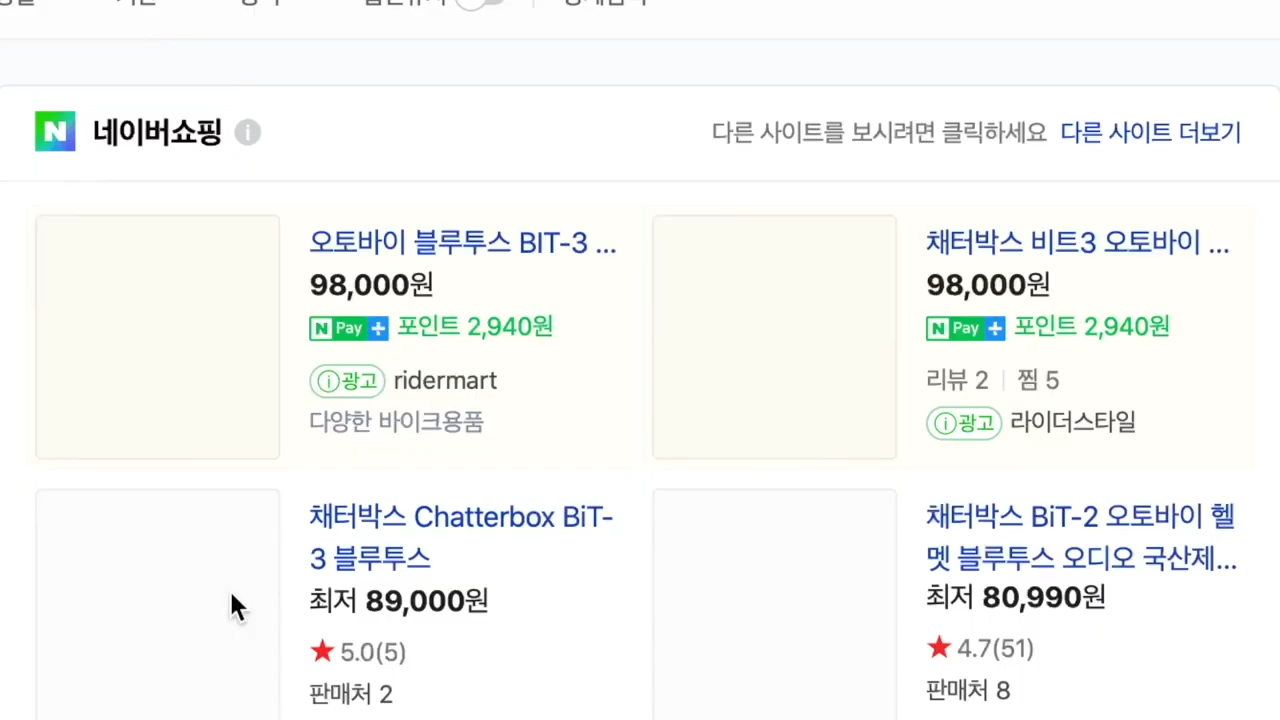 N 네이버쇼핑 i
다른 사이트를 보시려면 클릭하세요 다른 사이트 더보기
오토바이 블루투스 BIT-3 ...
98,000원
N Pay + 포인트 2,940원
광고 ridermart
다양한 바이크용품
채터박스 비트3 오토바이 ...
98,000원
N Pay + 포인트 2,940원
리뷰 2 찜 5
광고 라이더스타일
채터박스 Chatterbox BiT-
3 블루투스
최저 89,000원
★ 5.0(5)
판매처 2
채터박스 BiT-2 오토바이 헬
멧 블루투스 오디오 국산제...
최저 80,990원
★ 4.7(51)
판매처 8